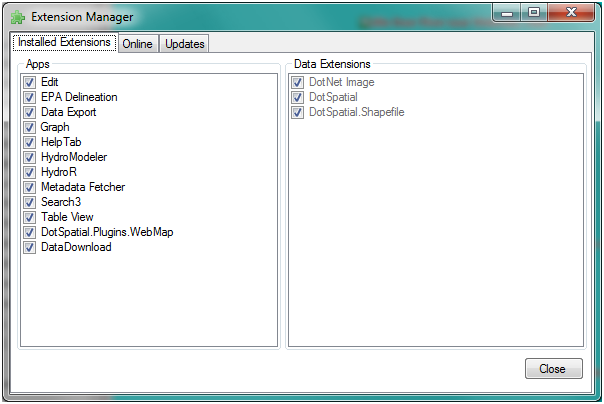 Extension Manager
Installed Extensions
Online
Updates
Apps
Edit
EPA Delineation
Data Export
Graph
HelpTab
HydroModeler
HydroR
Metadata Fetcher
Search3
Table View
DotSpatial.Plugins.WebMap
DataDownload
Data Extensions
DotNet Image
DotSpatial
DotSpatial.Shapefile
Close